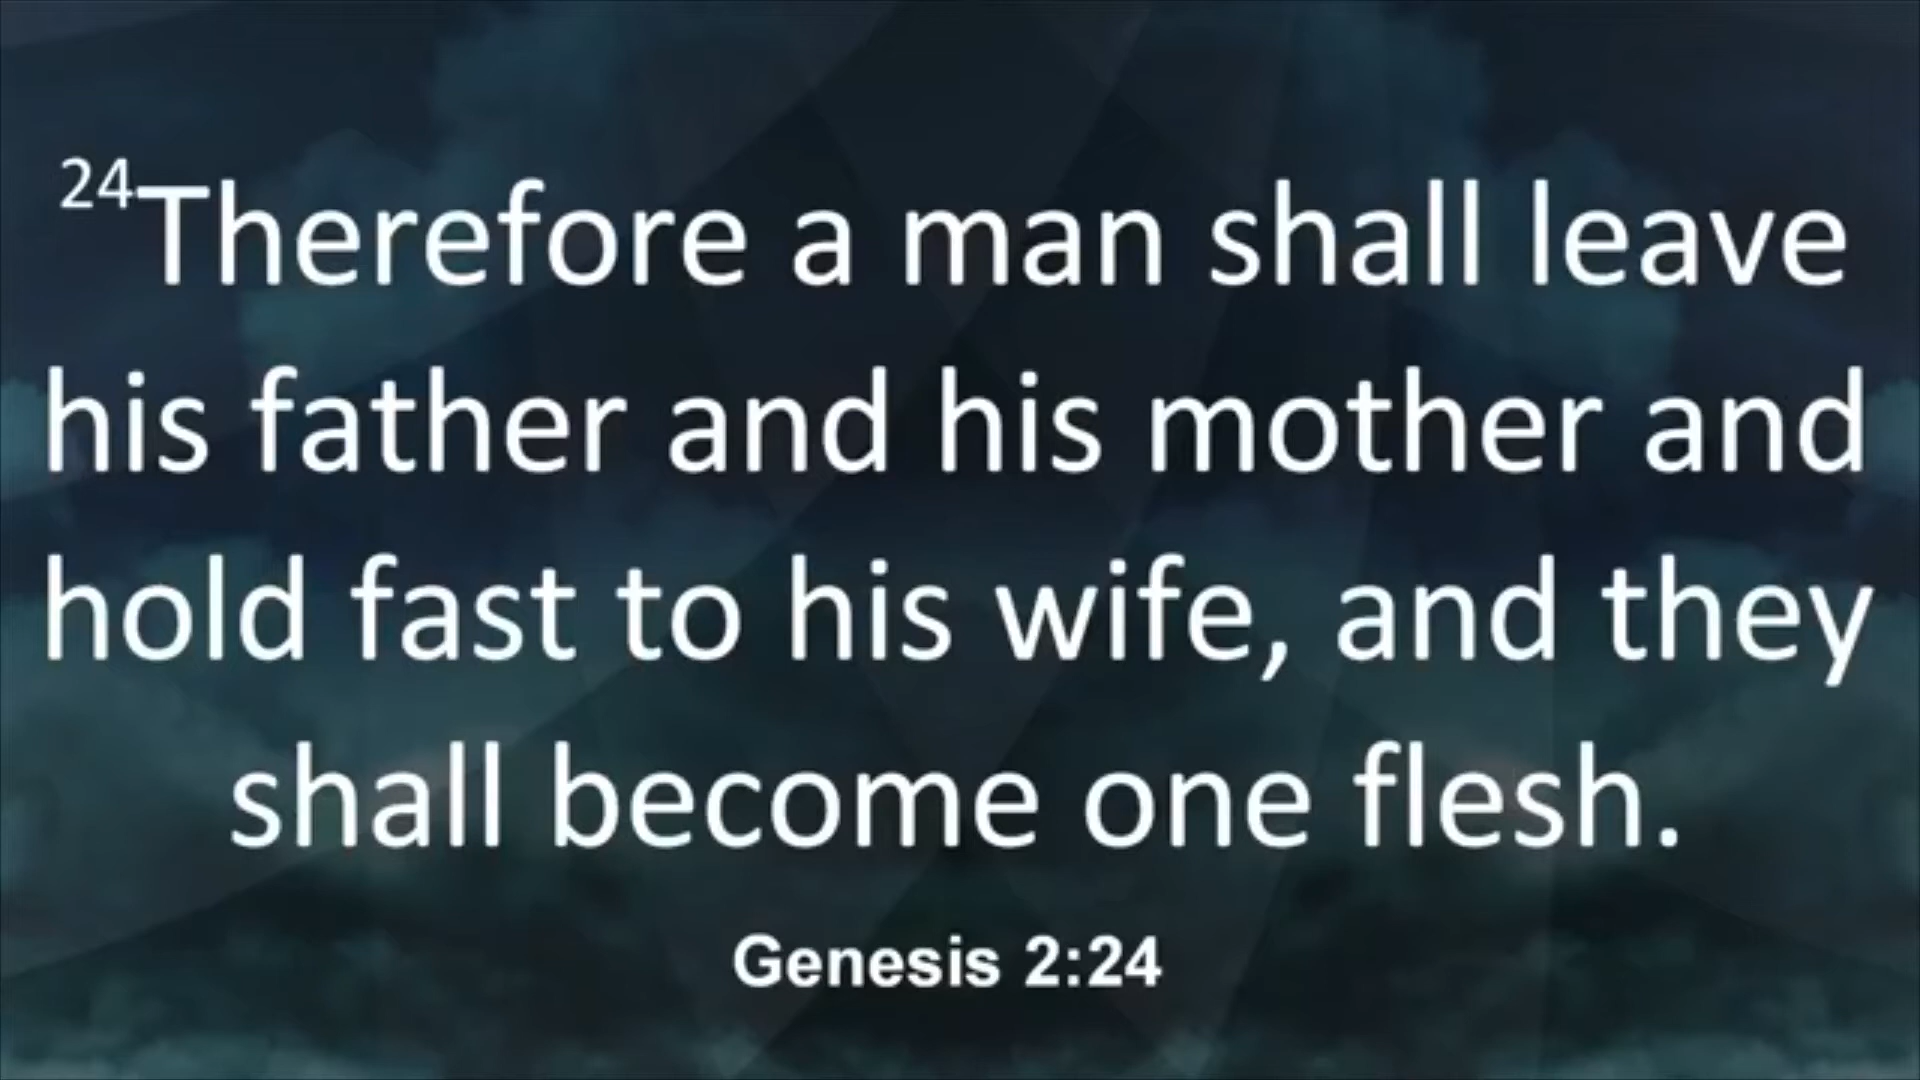 24Therefore a man shall leave
his father and his mother and
hold fast to his wife, and they
shall become one flesh.
Genesis 2:24